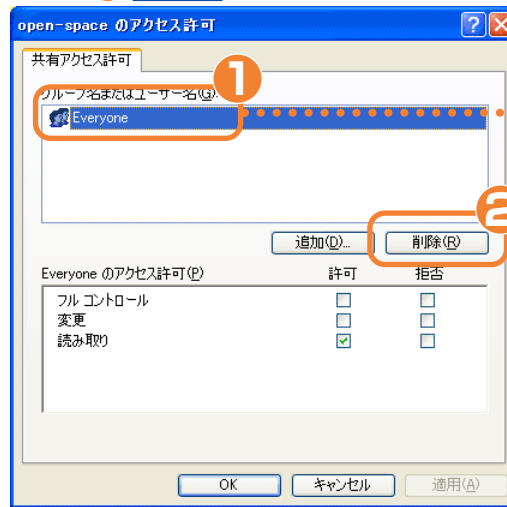 open-space のアクセス許可
共有アクセス許可
グループ名またはユーザー名(G):
1
Everyone
2
追加(D)... 削除(R)
Everyone のアクセス許可(P) 許可 拒否
フル コントロール
変更
読み取り
OK キャンセル 適用(A)